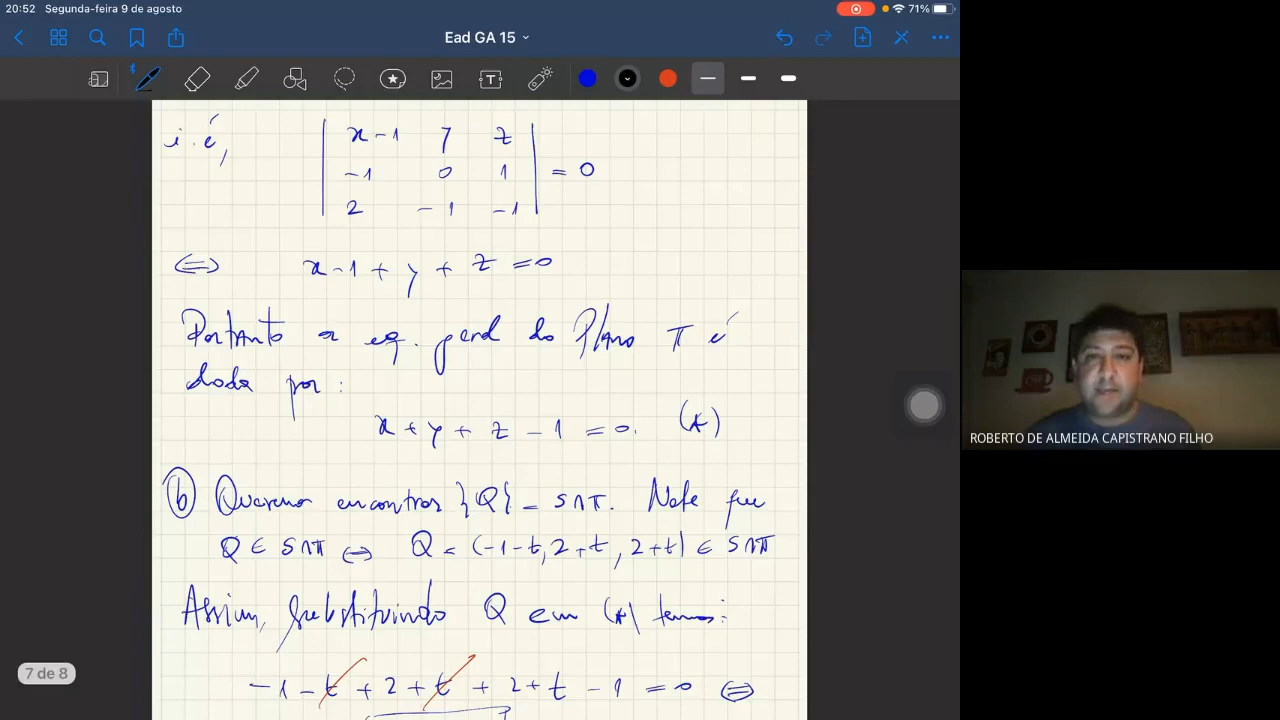 20:52 Segunda-feira 9 de agosto 71%
Ead GA 15
i.é, | x-1 y z |
| -1 0 1 | = 0
| 2 -1 -1 |
⇔ x-1 + y + z = 0
Portanto a eq. geral do Plano π é
dada por:
x + y + z - 1 = 0. (*)
(b) Queremos encontrar {Q} = S∩π. Note que
Q ∈ S∩π ⇔ Q = (-1-t, 2+t, 2+t) ∈ S∩π
Assim, substituindo Q em (*) temos:
-1 - t + 2 + t + 2 + t - 1 = 0 ⇔
7 de 8
ROBERTO DE ALMEIDA CAPISTRANO FILHO